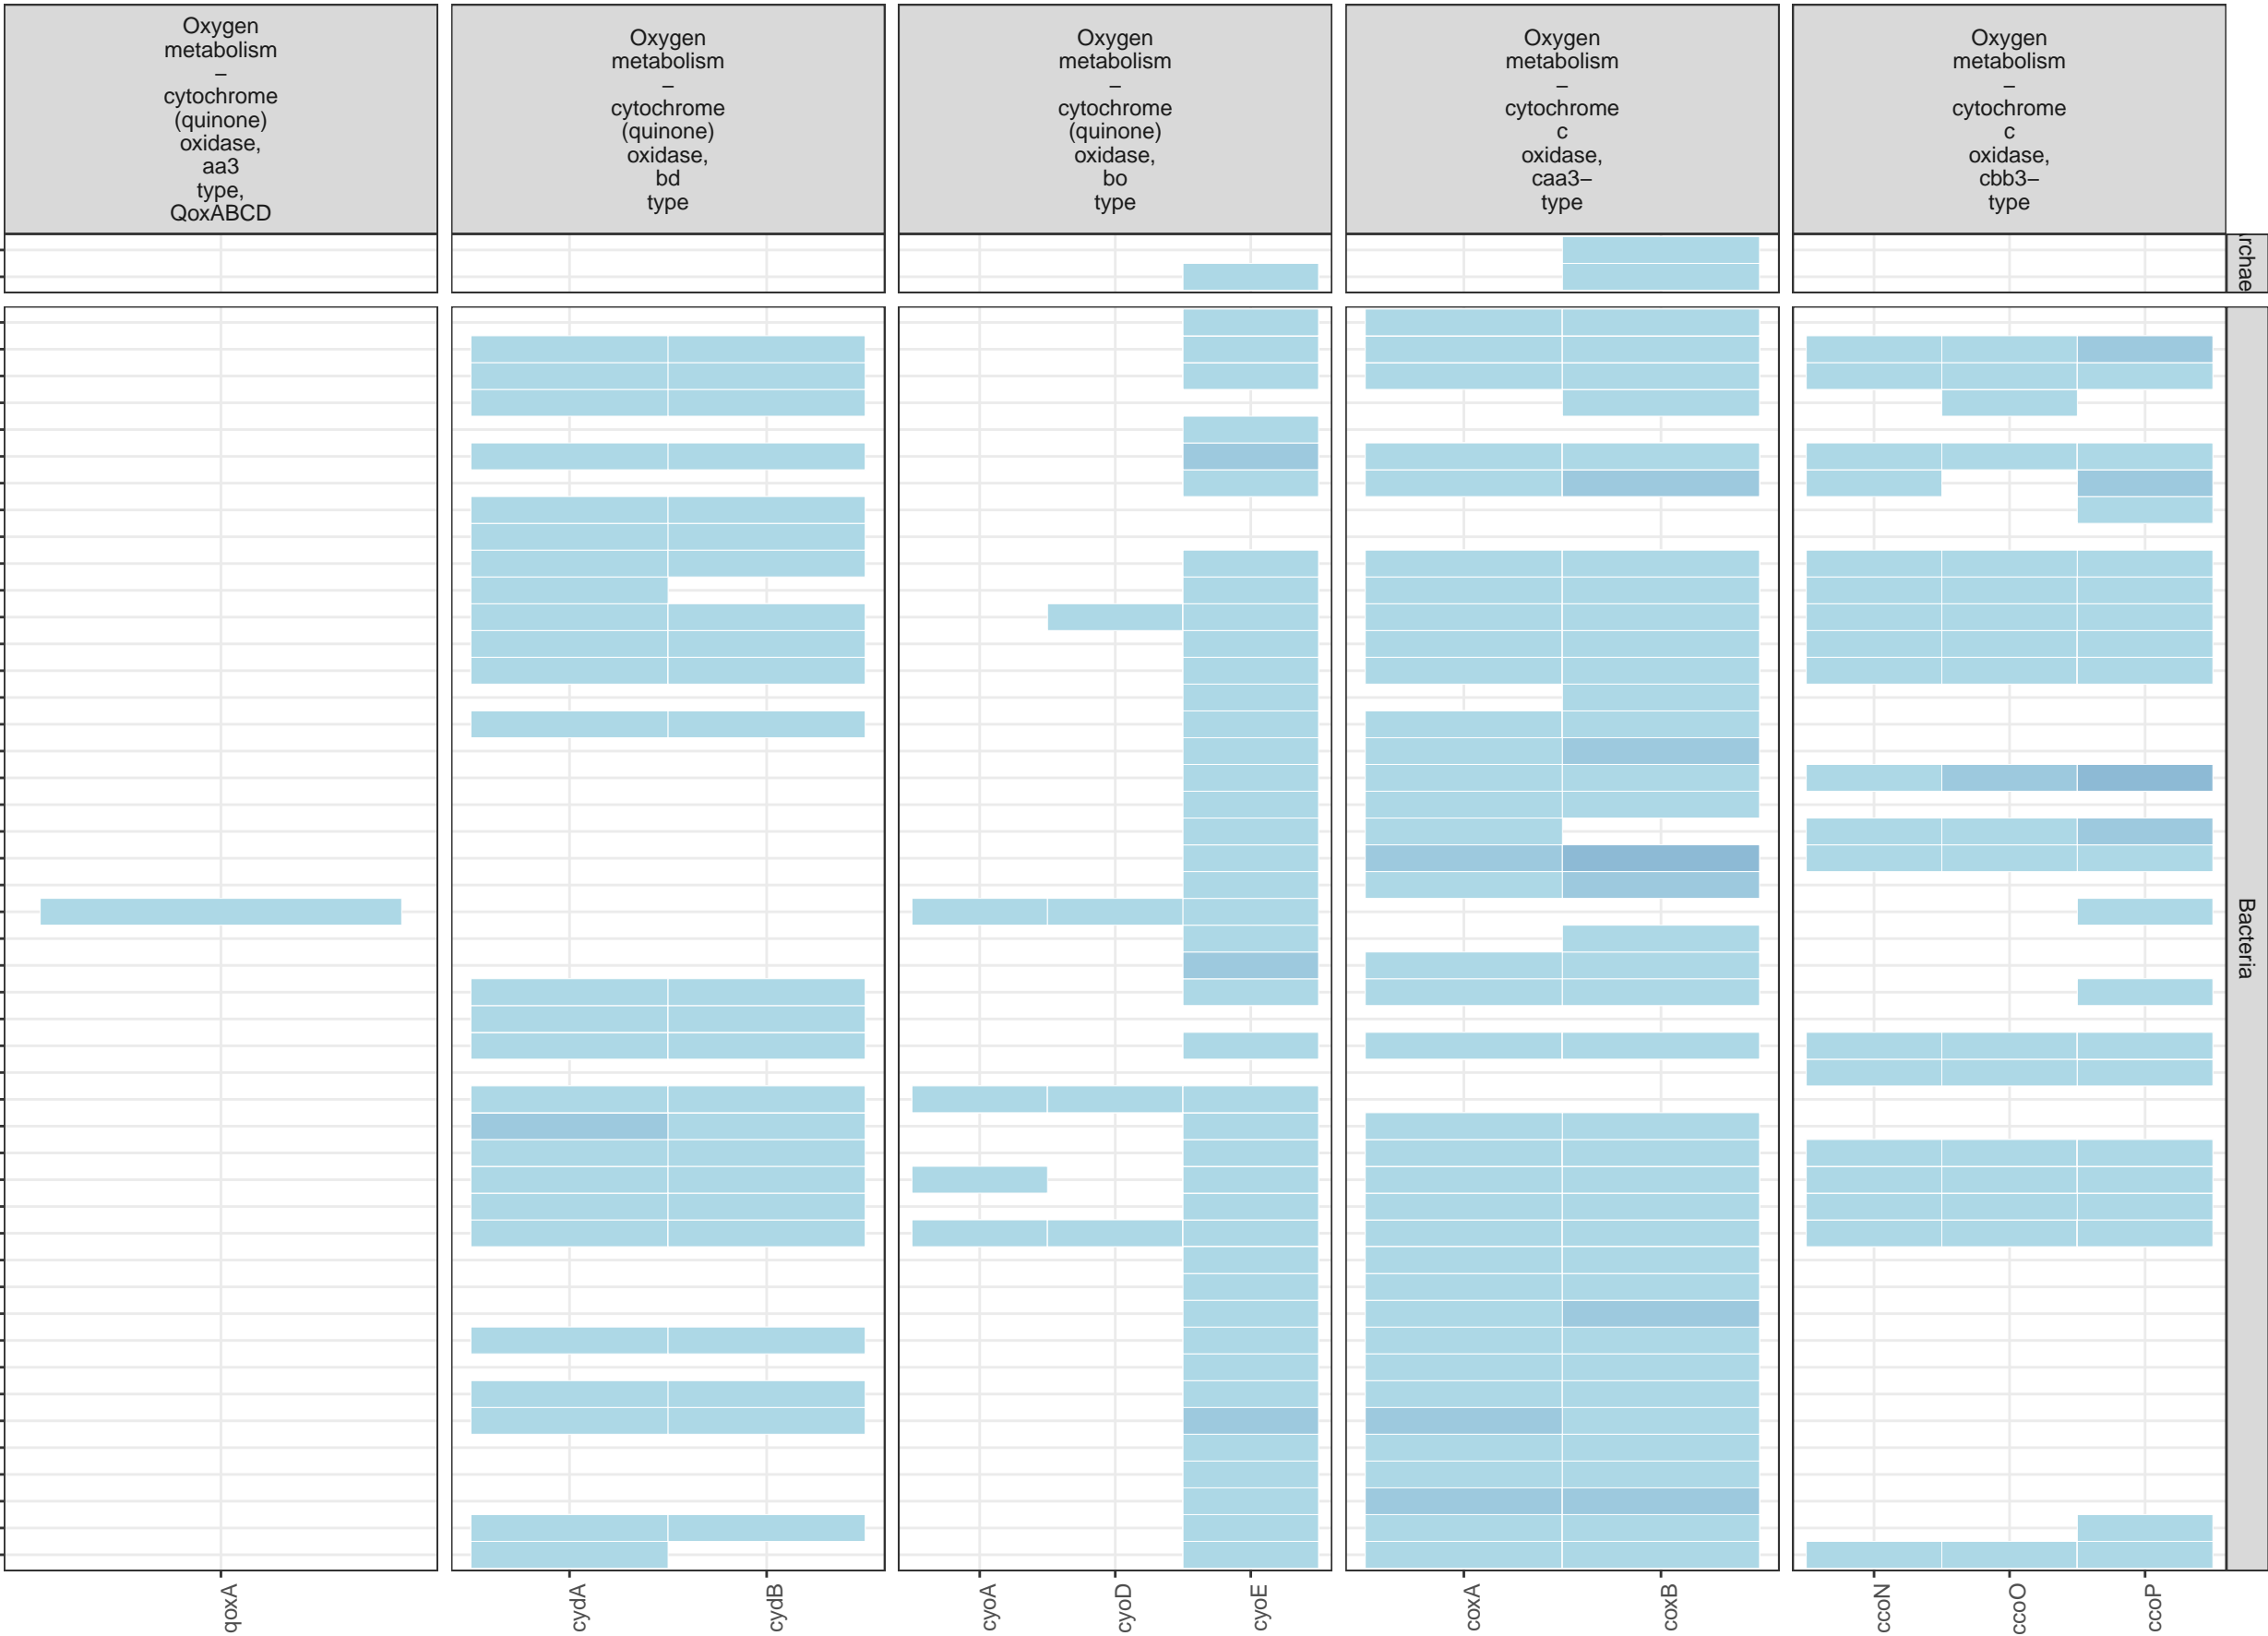 Oxygen
metabolism
–
cytochrome
(quinone)
oxidase,
aa3
type,
QoxABCD
Oxygen
metabolism
–
cytochrome
(quinone)
oxidase,
bd
type
Oxygen
metabolism
–
cytochrome
(quinone)
oxidase,
bo
type
Oxygen
metabolism
–
cytochrome
c
oxidase,
caa3–
type
Oxygen
metabolism
–
cytochrome
c
oxidase,
cbb3–
type
rchae
Bacteria
qoxA
cydA
cydB
cyoA
cyoD
cyoE
coxA
coxB
ccoN
ccoO
ccoP